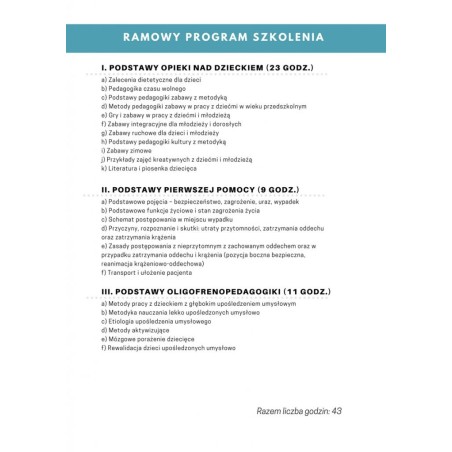 RAMOWY PROGRAM SZKOLENIA
I. PODSTAWY OPIEKI NAD DZIECKIEM (23 GODZ.)
a) Zalecenia dietetyczne dla dzieci
b) Pedagogika czasu wolnego
c) Podstawy pedagogiki zabawy z metodyką
d) Metody pedagogiki zabawy w pracy z dziećmi w wieku przedszkolnym
e) Gry i zabawy w pracy z dziećmi i młodzieżą
f) Zabawy integracyjne dla młodzieży i dorosłych
g) Zabawy ruchowe dla dzieci i młodzieży
h) Podstawy pedagogiki kultury z metodyką
i) Zabawy zimowe
j) Przykłady zajęć kreatywnych z dziećmi i młodzieżą
k) Literatura i piosenka dziecięca
II. PODSTAWY PIERWSZEJ POMOCY (9 GODZ.)
a) Podstawowe pojęcia – bezpieczeństwo, zagrożenie, uraz, wypadek
b) Podstawowe funkcje życiowe i stan zagrożenia życia
c) Schemat postępowania w miejscu wypadku
d) Przyczyny, rozpoznanie i skutki: utraty przytomności, zatrzymania oddechu
oraz zatrzymania krążenia
e) Zasady postępowania z nieprzytomnym z zachowanym oddechem oraz w
przypadku zatrzymania oddechu i krążenia (pozycja boczna bezpieczna,
reanimacja krążeniowo-oddechowa)
f) Transport i ułożenie pacjenta
III. PODSTAWY OLIGOFRENOPEDAGOGIKI (11 GODZ.)
a) Metody pracy z dzieckiem z głębokim upośledzeniem umysłowym
b) Metodyka nauczania lekko upośledzonych umysłowo
c) Etiologia upośledzenia umysłowego
d) Metody aktywizujące
e) Mózgowe porażenie dziecięce
f) Rewalidacja dzieci upośledzonych umysłowo
Razem liczba godzin: 43